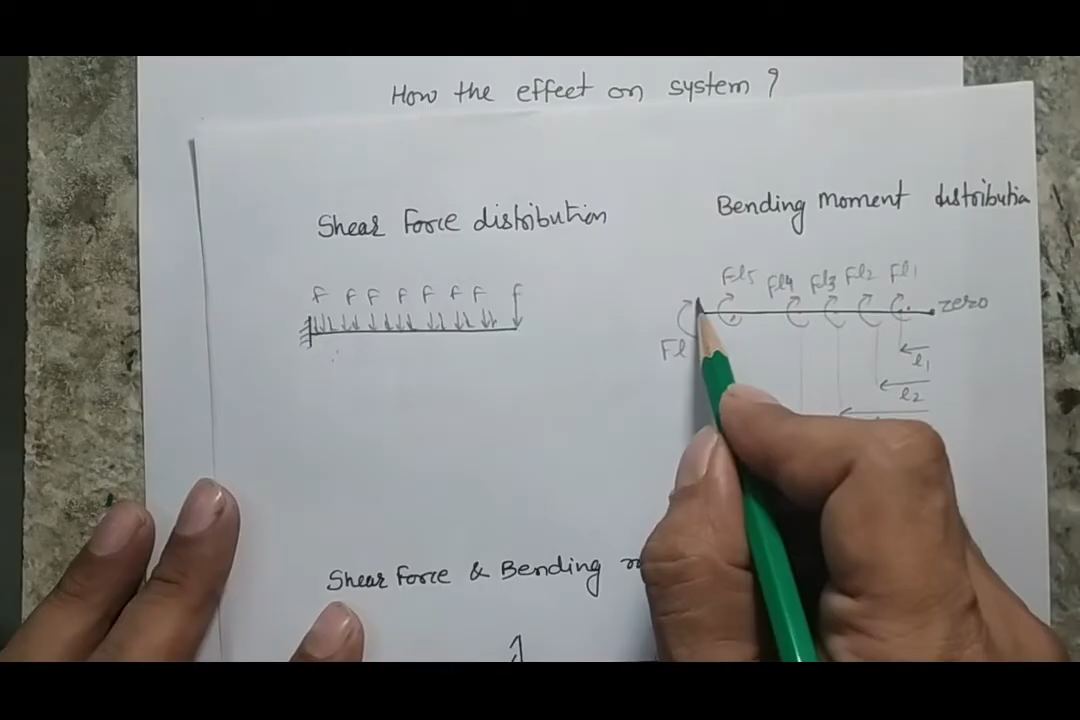 How the effect on system ?
Shear Force distribution
Bending moment distribution
F F F F F F F F
Fl5 Fl4 Fl3 Fl2 Fl1
zero
Fl
l1
l2
Shear Force & Bending